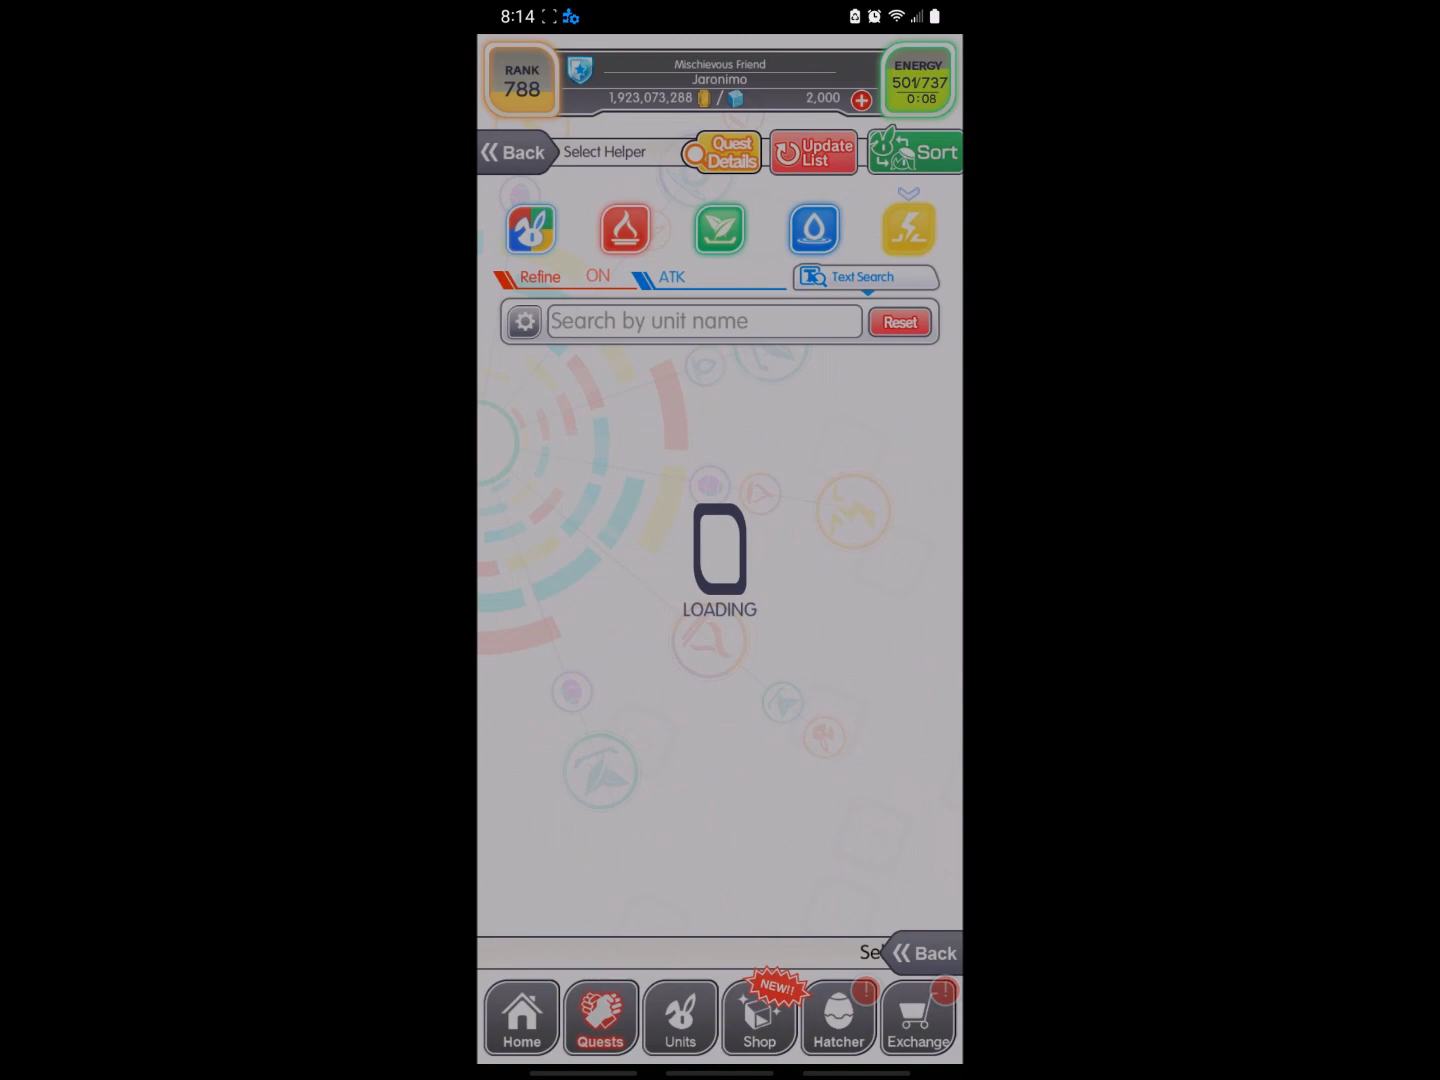 8:14
RANK
788
Mischievous Friend
Jaronimo
1,923,073,288 / 2,000
ENERGY
501/737
0:08
Back
Select Helper
Quest
Details
Update
List
Sort
Refine ON
ATK
Text Search
Search by unit name
Reset
LOADING
Sel
Back
NEW!!
Home
Quests
Units
Shop
Hatcher
Exchange